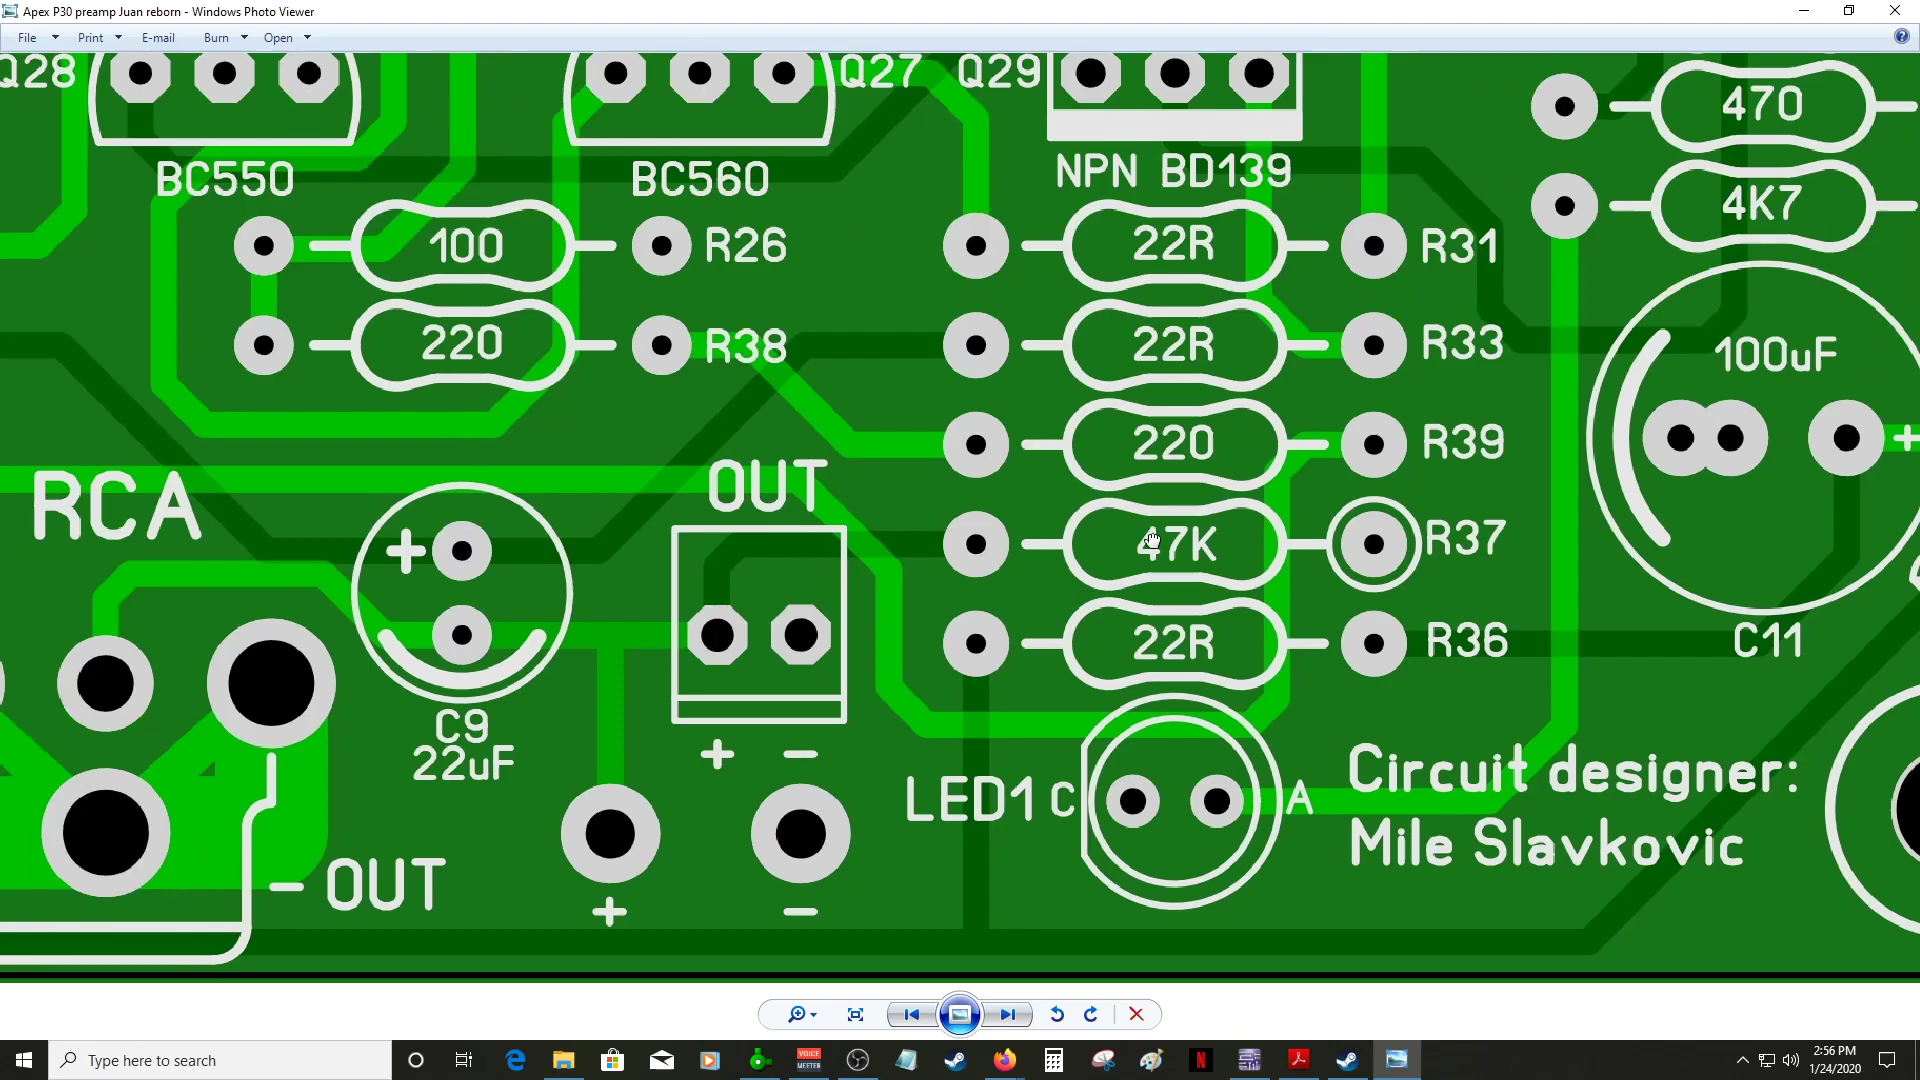 Apex P30 preamp Juan reborn - Windows Photo Viewer
File Print E-mail Burn Open
Q28 Q27 Q29
BC550 BC560 NPN BD139
470
4K7
100 R26 22R R31
220 R38 22R R33
100uF
220 R39
+
RCA OUT
+ 47K R37
22R R36
C11
C9
22uF
+ −
LED1 C A
Circuit designer:
Mile Slavkovic
− OUT
+ −
Type here to search
VOICE
MEETER
N
2:56 PM
1/24/2020